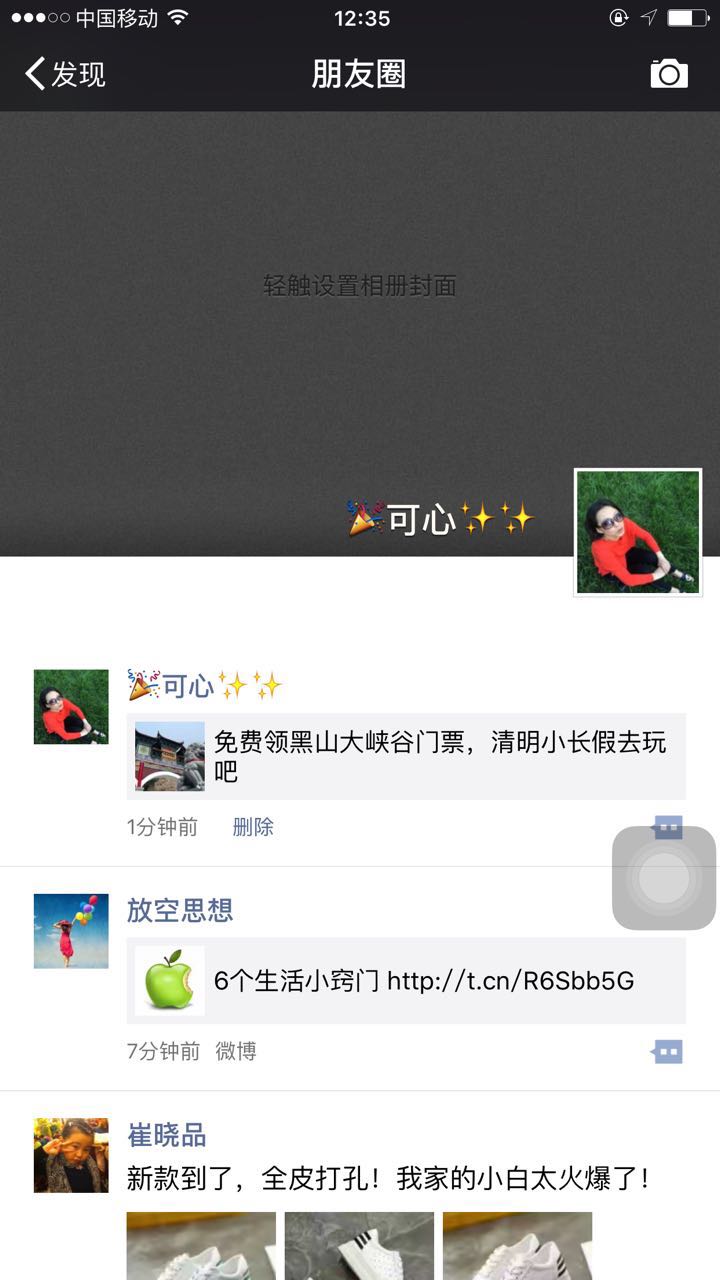 中国移动 12:35
发现 朋友圈
轻触设置相册封面
🎉可心✨✨
🎉可心✨✨
免费领黑山大峡谷门票，清明小长假去玩
吧
1分钟前 删除
放空思想
6个生活小窍门 http://t.cn/R6Sbb5G
7分钟前 微博
崔晓品
新款到了，全皮打孔！我家的小白太火爆了！